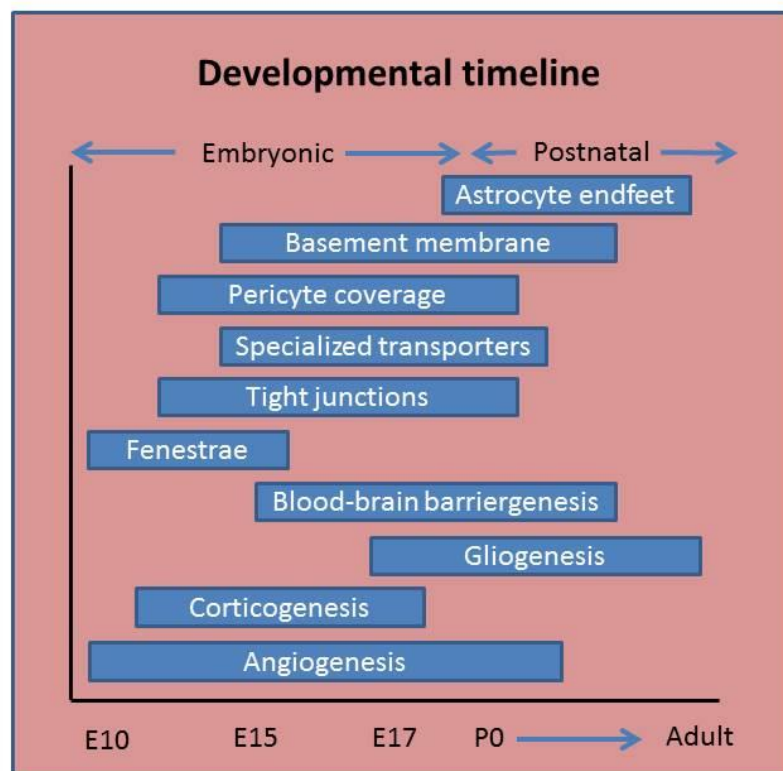 Developmental timeline
Embryonic Postnatal
Astrocyte endfeet
Basement membrane
Pericyte coverage
Specialized transporters
Tight junctions
Fenestrae
Blood-brain barriergenesis
Gliogenesis
Corticogenesis
Angiogenesis
E10 E15 E17 P0 Adult